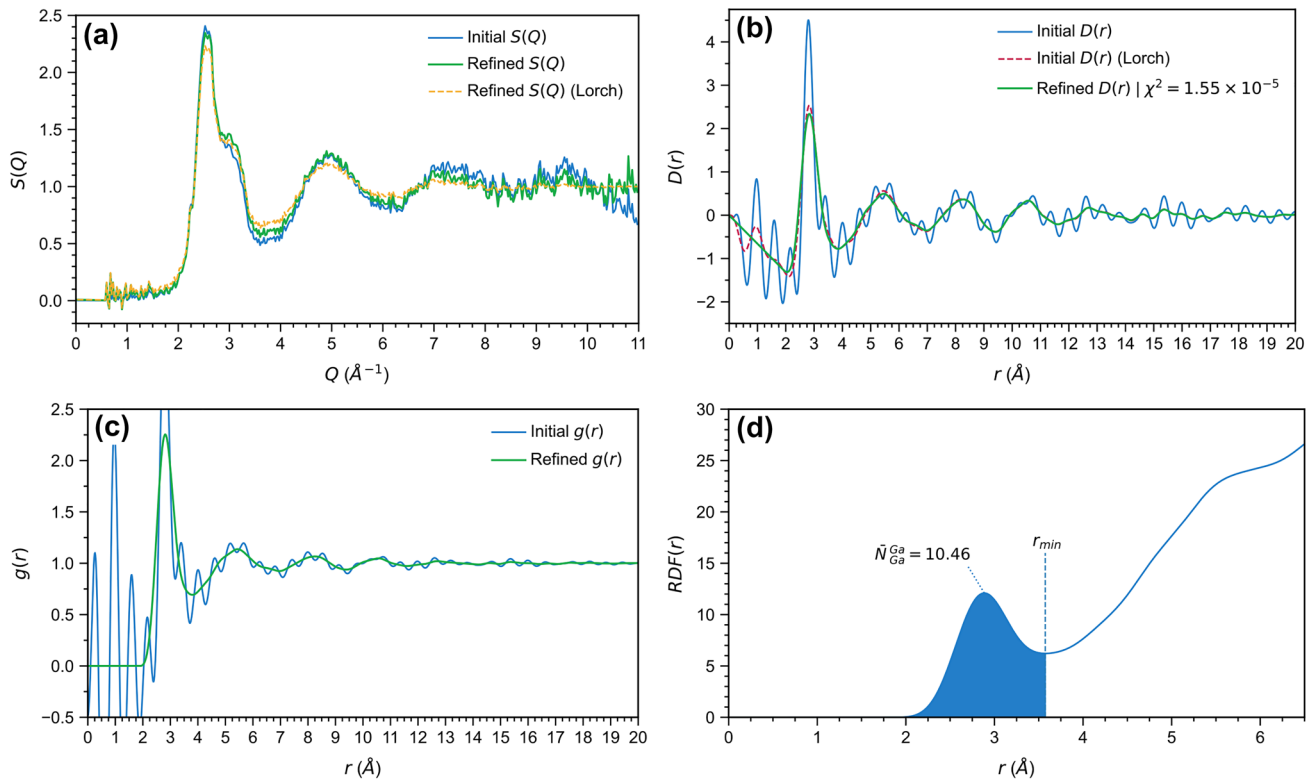 (a)
Initial S(Q)
Refined S(Q)
Refined S(Q) (Lorch)
2.5
2.0
1.5
1.0
0.5
0.0
S(Q)
0 1 2 3 4 5 6 7 8 9 10 11
Q (Å⁻¹)
(b)
Initial D(r)
Initial D(r) (Lorch)
Refined D(r) | χ² = 1.55 × 10⁻⁵
4
3
2
1
0
−1
−2
D(r)
0 1 2 3 4 5 6 7 8 9 10 11 12 13 14 15 16 17 18 19 20
r (Å)
(c)
Initial g(r)
Refined g(r)
2.5
2.0
1.5
1.0
0.5
0.0
−0.5
g(r)
0 1 2 3 4 5 6 7 8 9 10 11 12 13 14 15 16 17 18 19 20
r (Å)
(d)
N̄ Ga Ga = 10.46
r_min
30
25
20
15
10
5
0
RDF(r)
0 1 2 3 4 5 6
r (Å)